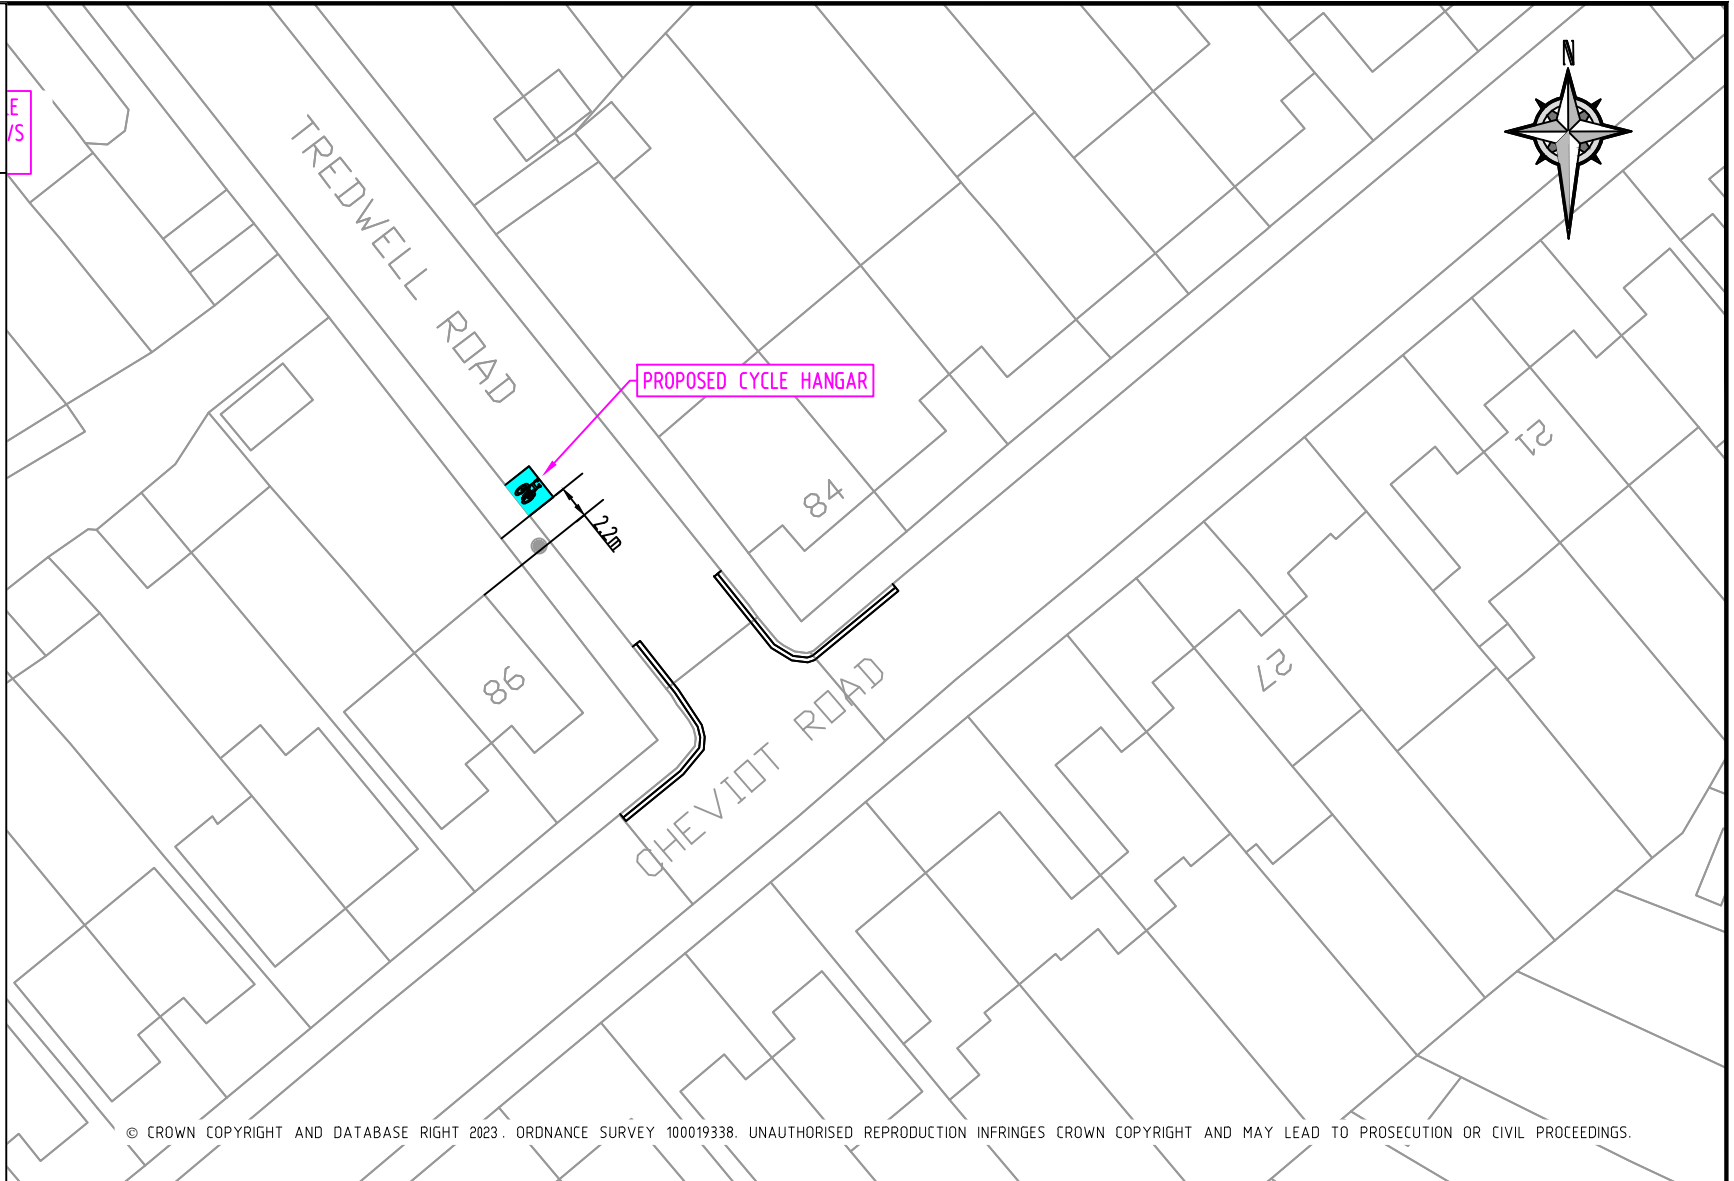 N
E
/S
TREDWELL ROAD
PROPOSED CYCLE HANGAR
2.2m
84
86
CHEVIOT ROAD
21
27
© CROWN COPYRIGHT AND DATABASE RIGHT 2023. ORDNANCE SURVEY 100019338. UNAUTHORISED REPRODUCTION INFRINGES CROWN COPYRIGHT AND MAY LEAD TO PROSECUTION OR CIVIL PROCEEDINGS.